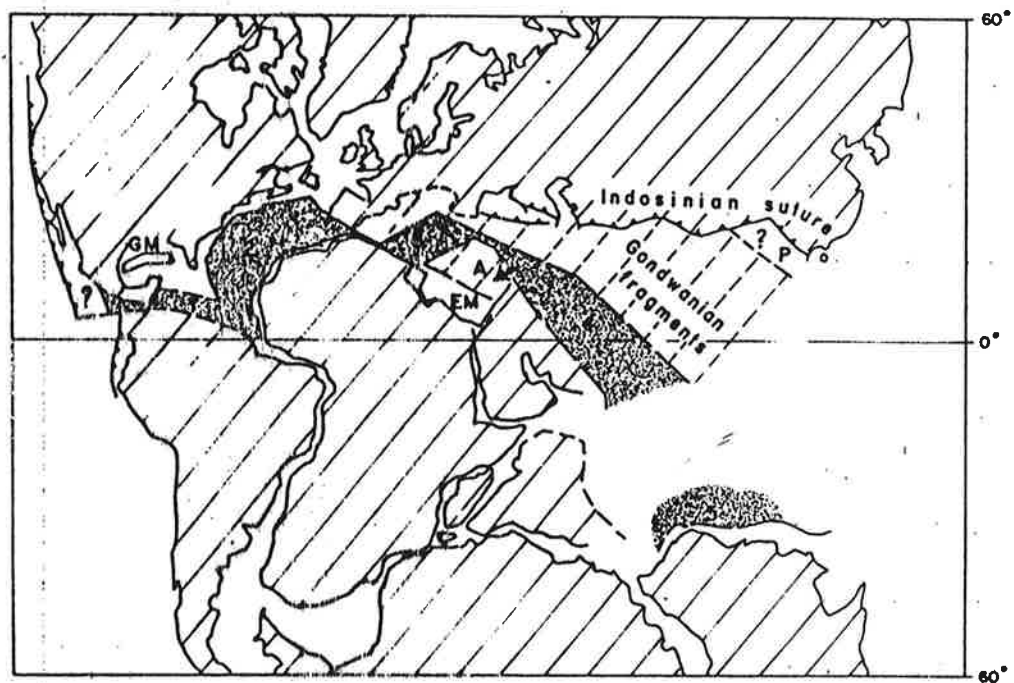 60°
Indosinian suture
GM
?
P
Gondwanian
fragments
A
?
EM
0°
60°